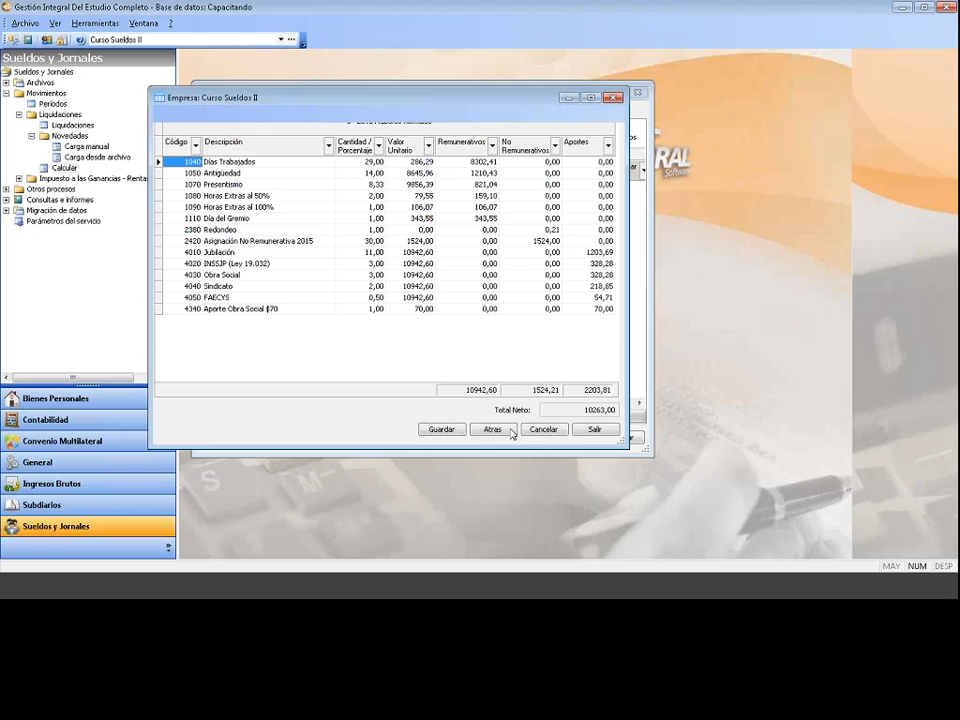 Gestión Integral Del Estudio Completo - Base de datos: Capacitando
Archivo Ver Herramientas Ventana ?
Curso Sueldos II
Sueldos y Jornales
Sueldos y Jornales
Archivos
Movimientos
Períodos
Liquidaciones
Liquidaciones
Novedades
Carga manual
Carga desde archivo
Calcular
Impuesto a las Ganancias - Renta
Otros procesos
Consultas e informes
Migración de datos
Parámetros del servicio
Bienes Personales
Contabilidad
Convenio Multilateral
General
Ingresos Brutos
Subdiarios
Sueldos y Jornales
Empresa: Curso Sueldos II
Código Descripción Cantidad / Porcentaje Valor Unitario Remunerativos No Remunerativos Aportes
1040 Días Trabajados 29,00 286,29 8302,41 0,00 0,00
1050 Antigüedad 14,00 8645,96 1210,43 0,00 0,00
1070 Presentismo 8,33 9856,39 821,04 0,00 0,00
1080 Horas Extras al 50% 2,00 79,55 159,10 0,00 0,00
1090 Horas Extras al 100% 1,00 106,07 106,07 0,00 0,00
1110 Día del Gremio 1,00 343,55 343,55 0,00 0,00
2380 Redondeo 1,00 0,00 0,00 0,21 0,00
2420 Asignación No Remunerativa 2015 30,00 1524,00 0,00 1524,00 0,00
4010 Jubilación 11,00 10942,60 0,00 0,00 1203,69
4020 INSSJP (Ley 19.032) 3,00 10942,60 0,00 0,00 328,28
4030 Obra Social 3,00 10942,60 0,00 0,00 328,28
4040 Sindicato 2,00 10942,60 0,00 0,00 218,85
4050 FAECYS 0,50 10942,60 0,00 0,00 54,71
4340 Aporte Obra Social $70 1,00 70,00 0,00 0,00 70,00
10942,60 1524,21 2203,81
Total Neto: 10263,00
Guardar Atras Cancelar Salir
Software
MAY NUM DESP